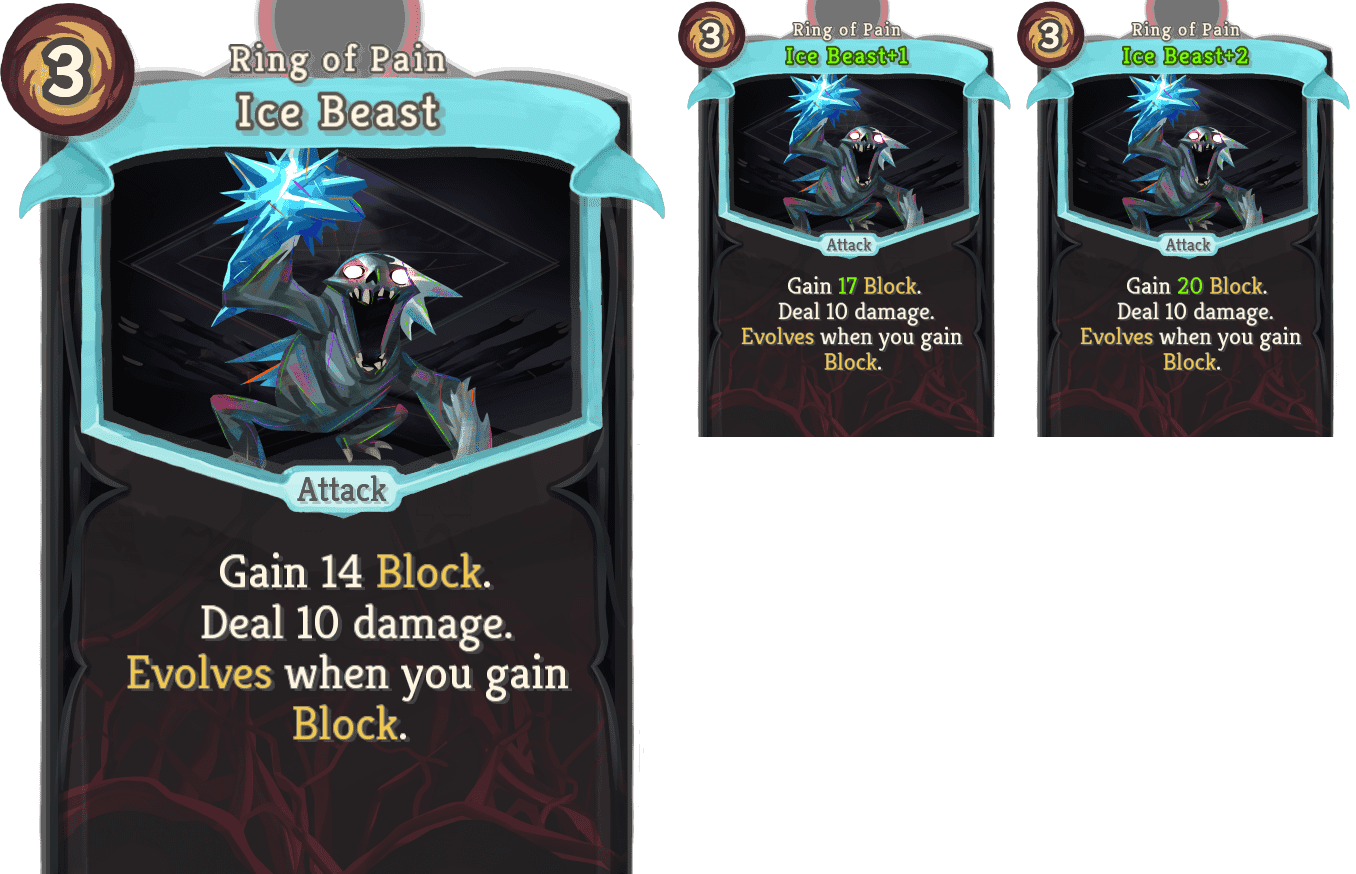 3
Ring of Pain
Ice Beast
Attack
Gain 14 Block.
Deal 10 damage.
Evolves when you gain
Block.
3
Ring of Pain
Ice Beast+1
Attack
Gain 17 Block.
Deal 10 damage.
Evolves when you gain
Block.
3
Ring of Pain
Ice Beast+2
Attack
Gain 20 Block.
Deal 10 damage.
Evolves when you gain
Block.